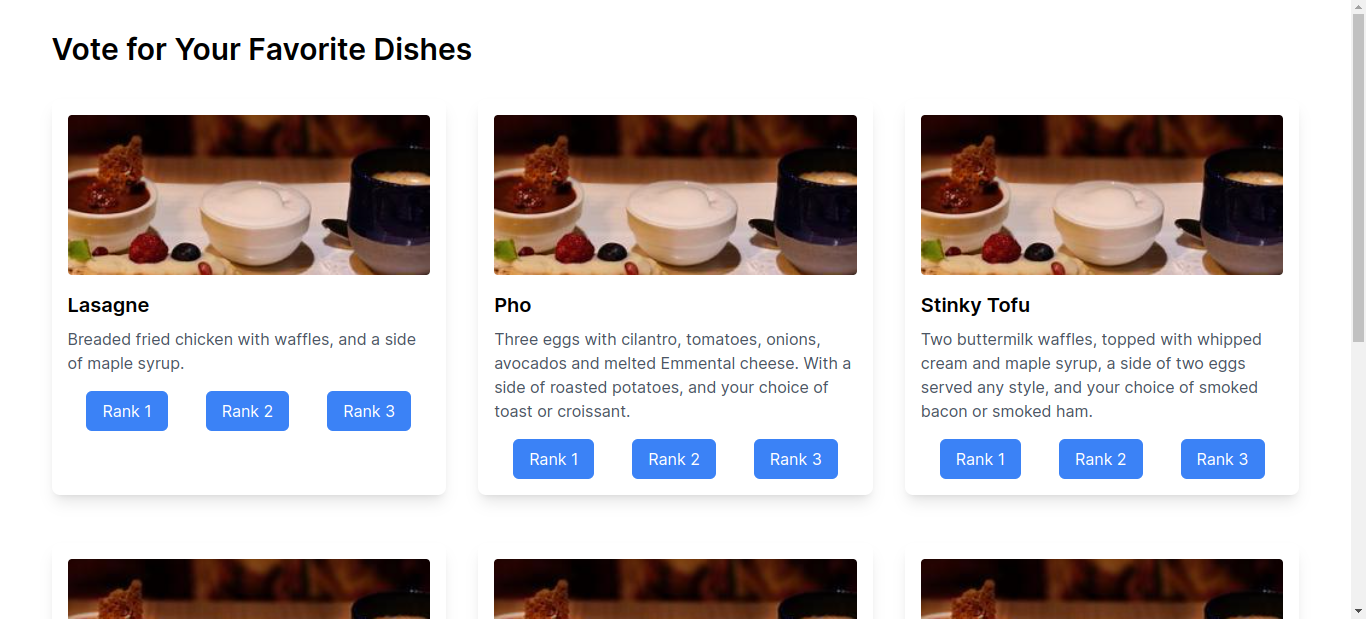 Vote for Your Favorite Dishes
Lasagne
Breaded fried chicken with waffles, and a side
of maple syrup.
Rank 1
Rank 2
Rank 3
Pho
Three eggs with cilantro, tomatoes, onions,
avocados and melted Emmental cheese. With a
side of roasted potatoes, and your choice of
toast or croissant.
Rank 1
Rank 2
Rank 3
Stinky Tofu
Two buttermilk waffles, topped with whipped
cream and maple syrup, a side of two eggs
served any style, and your choice of smoked
bacon or smoked ham.
Rank 1
Rank 2
Rank 3